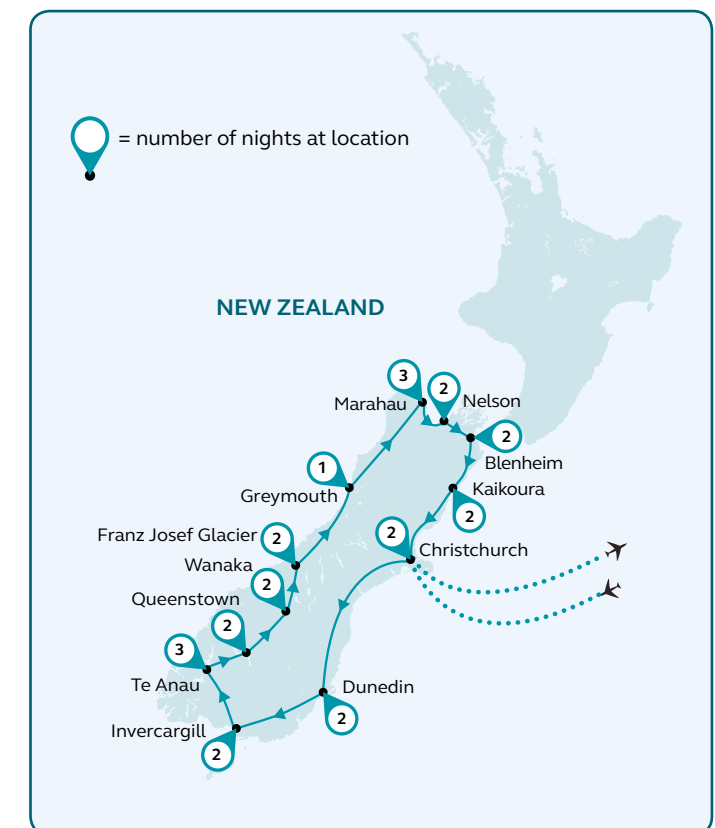 = number of nights at location
NEW ZEALAND
3
2
Marahau
Nelson
2
Blenheim
1
Greymouth
Kaikoura
2
Franz Josef Glacier
2
2
Christchurch
Wanaka
2
Queenstown
2
3
Te Anau
Dunedin
2
Invercargill
2